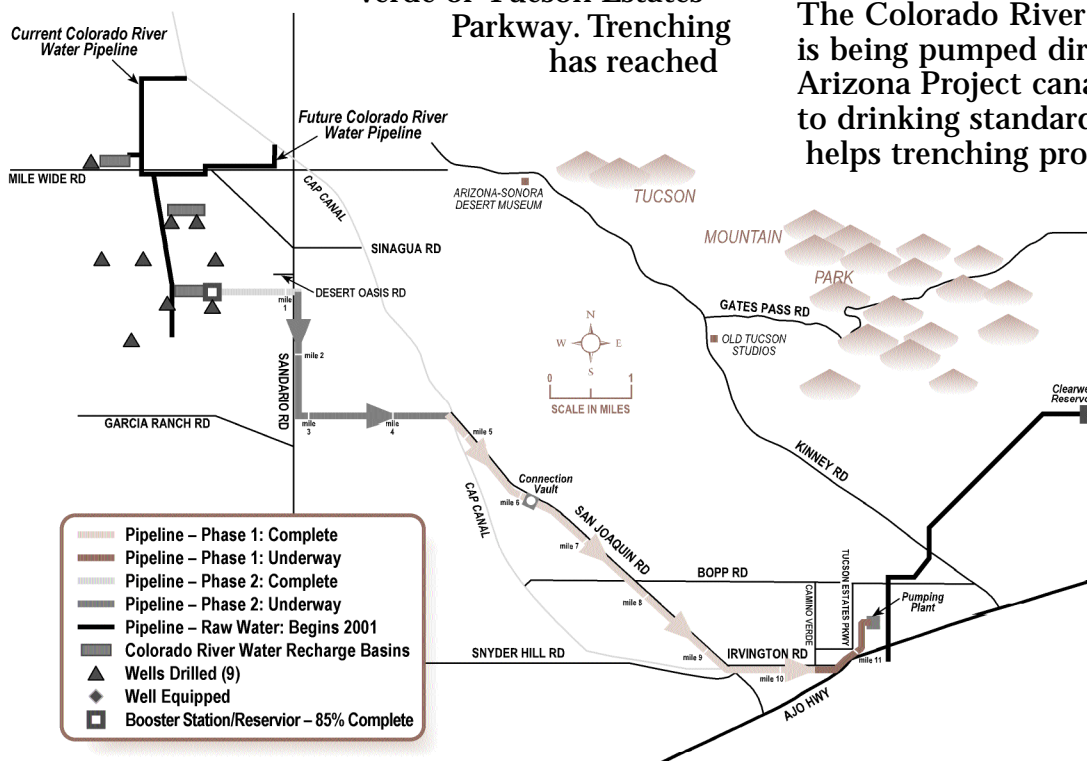 Verde or Tucson Estates
Parkway. Trenching
has reached
The Colorado River
is being pumped
Arizona Project
to drinking
helps trenching
Current Colorado River
Water Pipeline
Future Colorado River
Water Pipeline
MILE WIDE RD
CAP CANAL
ARIZONA-SONORA
DESERT MUSEUM
TUCSON
MOUNTAIN
PARK
SINAGUA RD
DESERT OASIS RD
mile
1
GATES PASS RD
OLD TUCSON
STUDIOS
N
W E
S
0 1
SCALE IN MILES
mile 2
SANDARIO RD
GARCIA RANCH RD
mile
3
mile
4
mile 5
Reservo
KINNEY RD
Connection
Vault
mile 6
CAP CANAL
SAN JOAQUIN RD
mile 7
BOPP RD
mile 8
CAMINO VERDE
TUCSON ESTATES PKWY
Pumping
Plant
SNYDER HILL RD
mile 9
IRVINGTON RD
mile 10
mile 11
AJO HWY
Pipeline – Phase 1: Complete
Pipeline – Phase 1: Underway
Pipeline – Phase 2: Complete
Pipeline – Phase 2: Underway
Pipeline – Raw Water: Begins 2001
Colorado River Water Recharge Basins
Wells Drilled (9)
Well Equipped
Booster Station/Reservior – 85% Complete